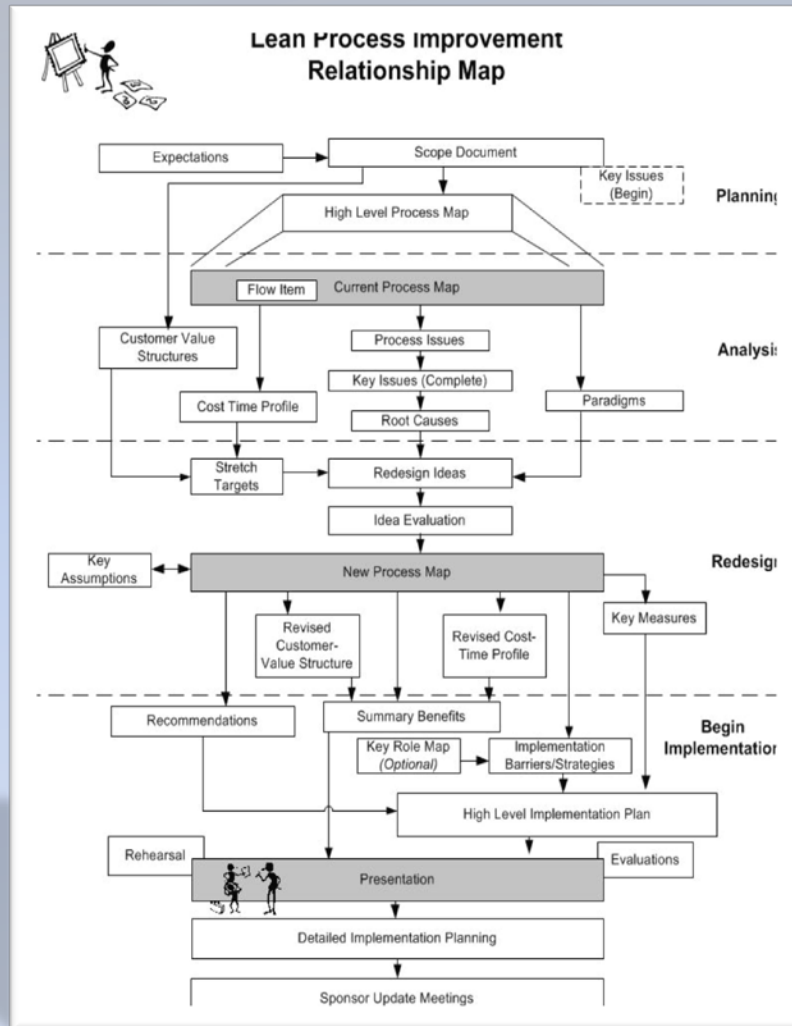 Lean Process Improvement
Relationship Map
Expectations
Scope Document
Key Issues
(Begin)
Planning
High Level Process Map
Flow Item
Current Process Map
Customer Value
Structures
Process Issues
Analysis
Key Issues (Complete)
Cost Time Profile
Paradigms
Root Causes
Stretch
Targets
Redesign Ideas
Idea Evaluation
Key
Assumptions
New Process Map
Redesign
Revised
Customer-
Value Structure
Revised Cost-
Time Profile
Key Measures
Recommendations
Summary Benefits
Begin
Implementation
Key Role Map
(Optional)
Implementation
Barriers/Strategies
High Level Implementation Plan
Rehearsal
Evaluations
Presentation
Detailed Implementation Planning
Sponsor Update Meetings